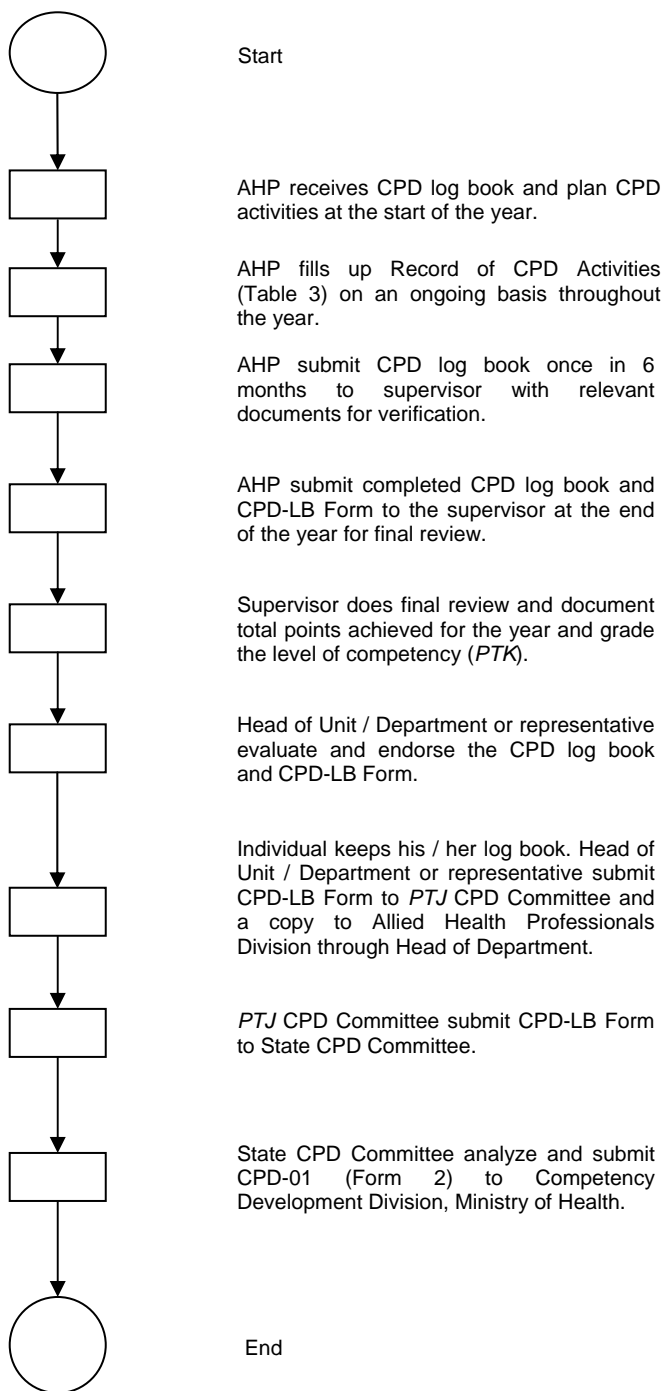 Start
AHP receives CPD log book and plan CPD
activities at the start of the year.
AHP fills up Record of CPD Activities
(Table 3) on an ongoing basis throughout
the year.
AHP submit CPD log book once in 6
months to supervisor with relevant
documents for verification.
AHP submit completed CPD log book and
CPD-LB Form to the supervisor at the end
of the year for final review.
Supervisor does final review and document
total points achieved for the year and grade
the level of competency (PTK).
Head of Unit / Department or representative
evaluate and endorse the CPD log book
and CPD-LB Form.
Individual keeps his / her log book. Head of
Unit / Department or representative submit
CPD-LB Form to PTJ CPD Committee and
a copy to Allied Health Professionals
Division through Head of Department.
PTJ CPD Committee submit CPD-LB Form
to State CPD Committee.
State CPD Committee analyze and submit
CPD-01 (Form 2) to Competency
Development Division, Ministry of Health.
End